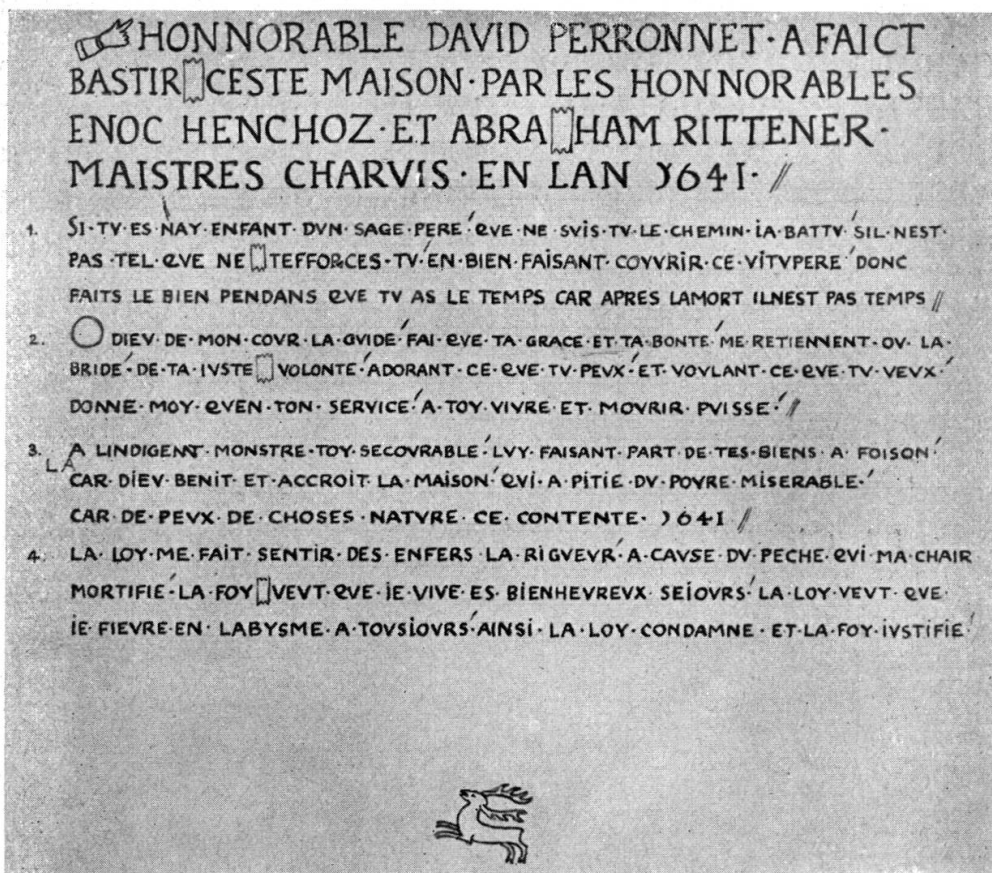 HONNORABLE DAVID PERRONNET·A FAICT
BASTIR CESTE MAISON·PAR LES HONNORABLES
ENOC HENCHOZ·ET ABRAHAM RITTENER·
MAISTRES CHARVIS·EN LAN 1641·//
1. SI·TV·ES·NAY·ENFANT·DVN·SAGE·PERE′QVE·NE·SVIS·TV·LE·CHEMIN·IA·BATTV′SIL·NEST·
PAS·TEL·QVE NE TEFFORCES·TV′EN·BIEN·FAISANT·COVVRIR·CE·VITVPERE′DONC
FAITS LE BIEN PENDANS QVE TV AS LE TEMPS CAR APRES LAMORT ILNEST PAS TEMPS //
2. O DIEV·DE·MON·COVR·LA·GVIDE′FAI·QVE·TA·GRACE·ET·TA·BONTE′ME·RETIENNENT·OV·LA·
BRIDE′·DE·TA·IVSTE VOLONTE′ADORANT·CE·QVE·TV·PEVX′·ET·VOVLANT·CE·QVE·TV·VEVX·′
DONNE·MOY·QVEN·TON·SERVICE′A·TOY·VIVRE·ET·MOVRIR·PVISSE·′//
3. A LINDIGENT·MONSTRE·TOY·SECOVRABLE·′LVY·FAISANT·PART·DE·TES·BIENS·A·FOISON·′
LA
CAR·DIEV·BENIT·ET·ACCROIT·LA·MAISON′QVI·A·PITIE·DV·POVRE·MISERABLE·′
CAR·DE·PEVX·DE·CHOSES·NATVRE·CE·CONTENTE· 1641 //
4. LA·LOY·ME·FAIT·SENTIR·DES·ENFERS·LA·RIGVEVR′A·CAVSE·DV·PECHE·QVI·MA·CHAIR
MORTIFIE′·LA·FOY VEVT·QVE·IE·VIVE·ES·BIENHEVREVX·SEIOVRS′·LA·LOY·VEVT·QVE·
IE·FIEVRE·EN·LABYSME·A·TOVSIOVRS′AINSI·LA·LOY·CONDAMNE·ET·LA·FOY·IVSTIFIE·′